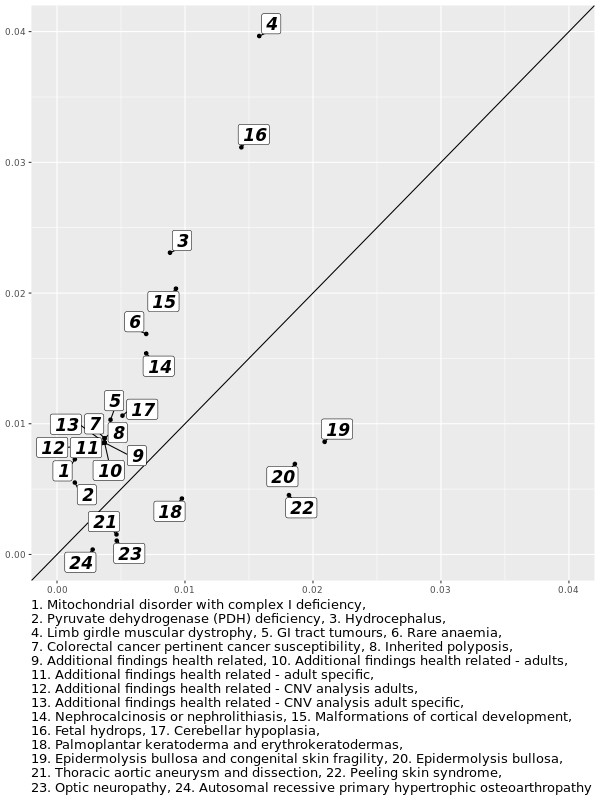 0.04
4
16
0.03
3
0.02
15
6
14
5
17
0.01
13
7
8
19
12
11
9
1
10
20
2
22
18
21
0.00
23
24
0.00 0.01 0.02 0.03 0.04
1. Mitochondrial disorder with complex I deficiency,
2. Pyruvate dehydrogenase (PDH) deficiency, 3. Hydrocephalus,
4. Limb girdle muscular dystrophy, 5. GI tract tumours, 6. Rare anaemia,
7. Colorectal cancer pertinent cancer susceptibility, 8. Inherited polyposis,
9. Additional findings health related, 10. Additional findings health related - adults,
11. Additional findings health related - adult specific,
12. Additional findings health related - CNV analysis adults,
13. Additional findings health related - CNV analysis adult specific,
14. Nephrocalcinosis or nephrolithiasis, 15. Malformations of cortical development,
16. Fetal hydrops, 17. Cerebellar hypoplasia,
18. Palmoplantar keratoderma and erythrokeratodermas,
19. Epidermolysis bullosa and congenital skin fragility, 20. Epidermolysis bullosa,
21. Thoracic aortic aneurysm and dissection, 22. Peeling skin syndrome,
23. Optic neuropathy, 24. Autosomal recessive primary hypertrophic osteoarthropathy